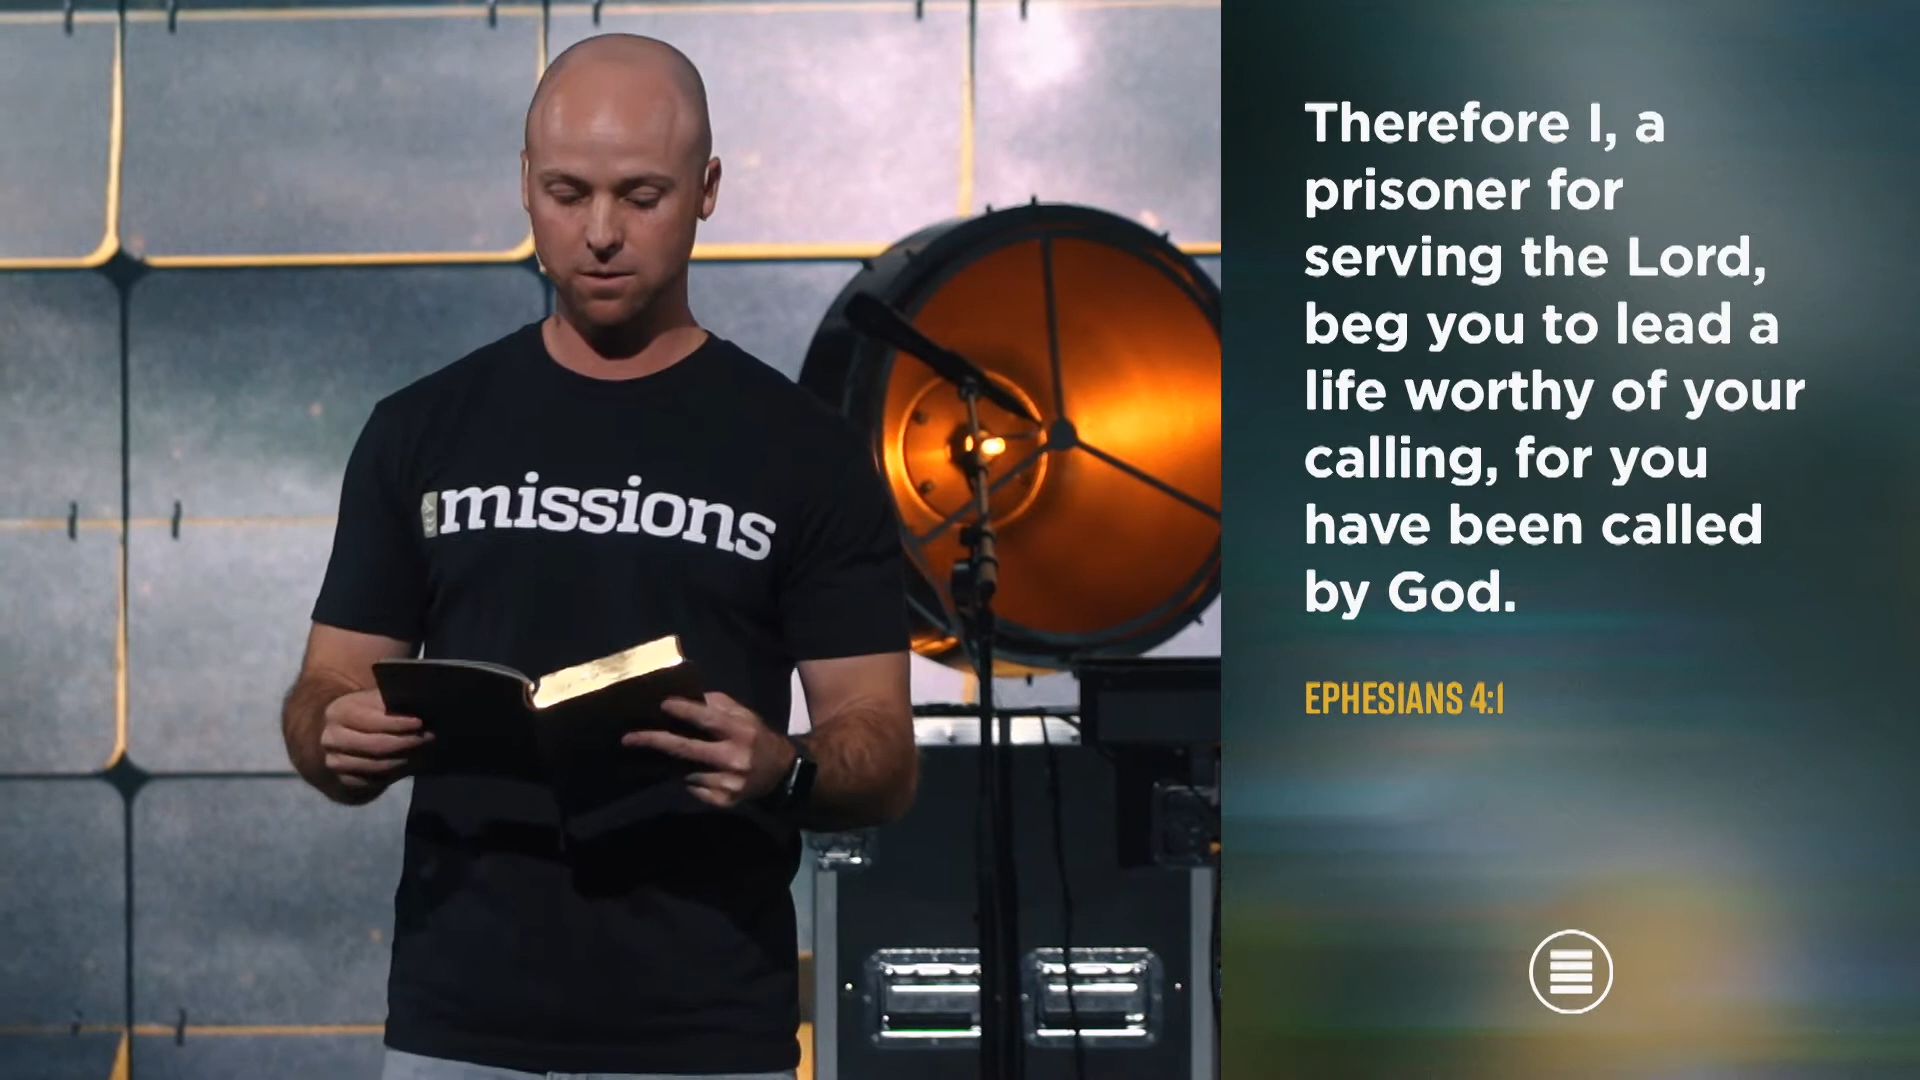 missions
Therefore I, a
prisoner for
serving the Lord,
beg you to lead a
life worthy of your
calling, for you
have been called
by God.
EPHESIANS 4:1